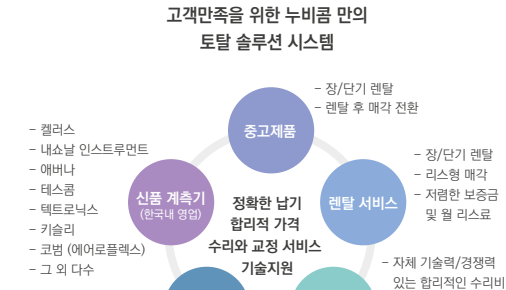 고객만족을 위한 누비콤 만의
토탈 솔루션 시스템
- 장/단기 렌탈
- 렌탈 후 매각 전환
중고제품
- 켈러스
- 내쇼날 인스트루먼트
- 애버나
- 테스콤
- 텍트로닉스
- 키슬리
- 코범 (에어로플렉스)
- 그 외 다수
신품 계측기
(한국내 영업)
정확한 납기
합리적 가격
수리와 교정 서비스
기술지원
렌탈 서비스
- 장/단기 렌탈
- 리스형 매각
- 저렴한 보증금
및 월 리스료
- 자체 기술력/경쟁력
있는 합리적인 수리비